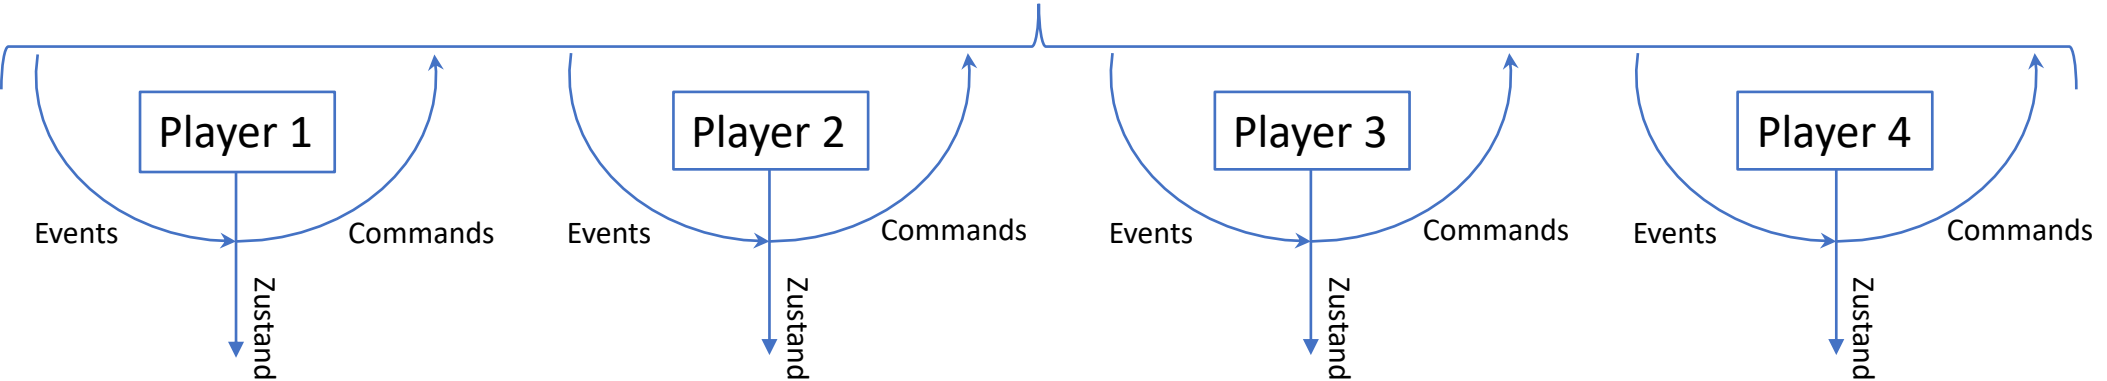 Player 1
Player 2
Player 3
Player 4
Events
Commands
Events
Commands
Events
Commands
Events
Commands
Zustand
Zustand
Zustand
Zustand